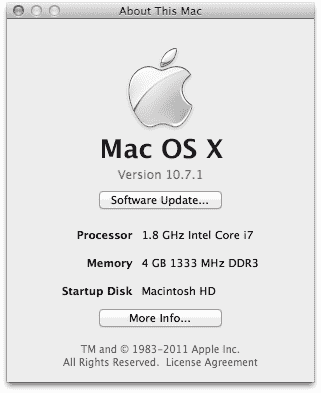 About This Mac
Mac OS X
Version 10.7.1
Software Update...
Processor 1.8 GHz Intel Core i7
Memory 4 GB 1333 MHz DDR3
Startup Disk Macintosh HD
More Info...
TM and © 1983-2011 Apple Inc.
All Rights Reserved. License Agreement